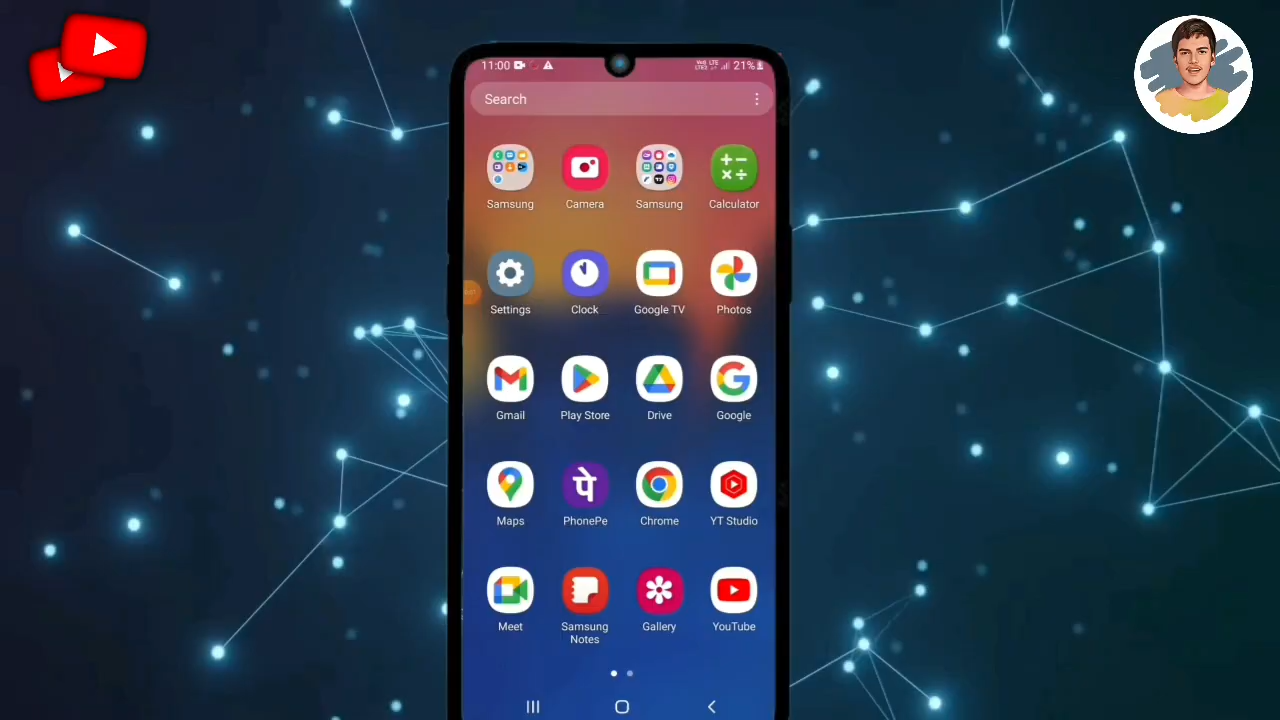 11:00
21%
Search
Samsung Camera Samsung Calculator
Settings Clock Google TV Photos
Gmail Play Store Drive Google
Maps PhonePe Chrome YT Studio
Meet Samsung Notes Gallery YouTube